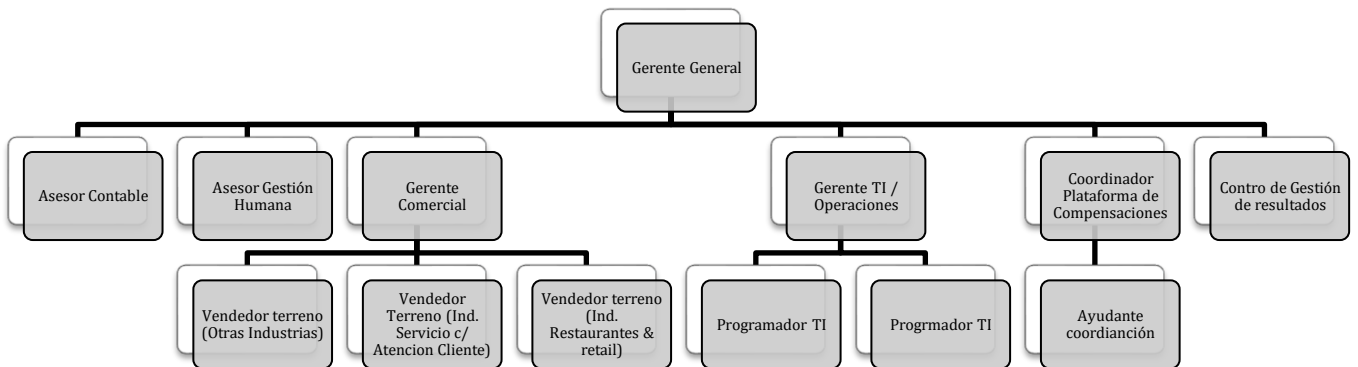 Gerente General
Asesor Contable
Asesor Gestión
Humana
Gerente
Comercial
Gerente TI /
Operaciones
Coordinador
Plataforma de
Compensaciones
Contro de Gestión
de resultados
Vendedor terreno
(Otras Industrias)
Vendedor
Terreno (Ind.
Servicio c/
Atencion Cliente)
Vendedor terreno
(Ind.
Restaurantes &
retail)
Programador TI
Progrmador TI
Ayudante
coordianción